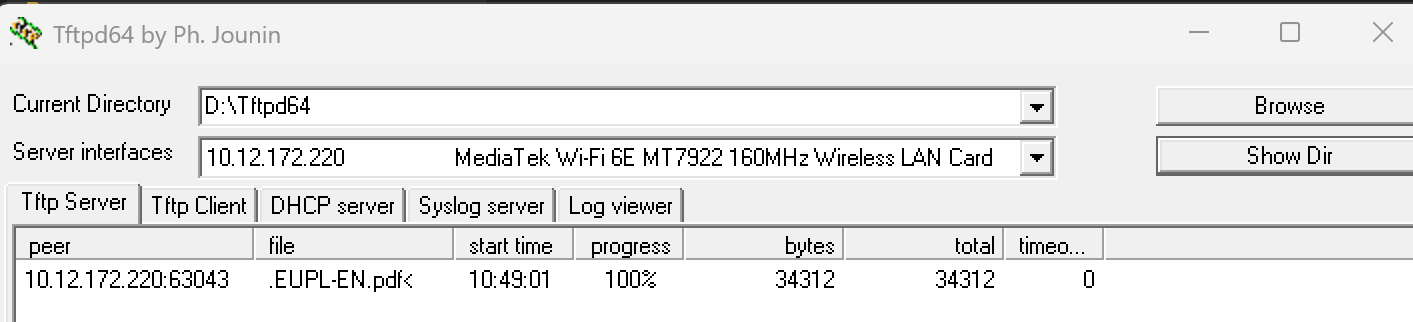 Tftpd64 by Ph. Jounin
Current Directory D:\Tftpd64 Browse
Server interfaces 10.12.172.220 MediaTek Wi-Fi 6E MT7922 160MHz Wireless LAN Card Show Dir
Tftp Server Tftp Client DHCP server Syslog server Log viewer
peer file start time progress bytes total timeo...
10.12.172.220:63043 .EUPL-EN.pdf< 10:49:01 100% 34312 34312 0